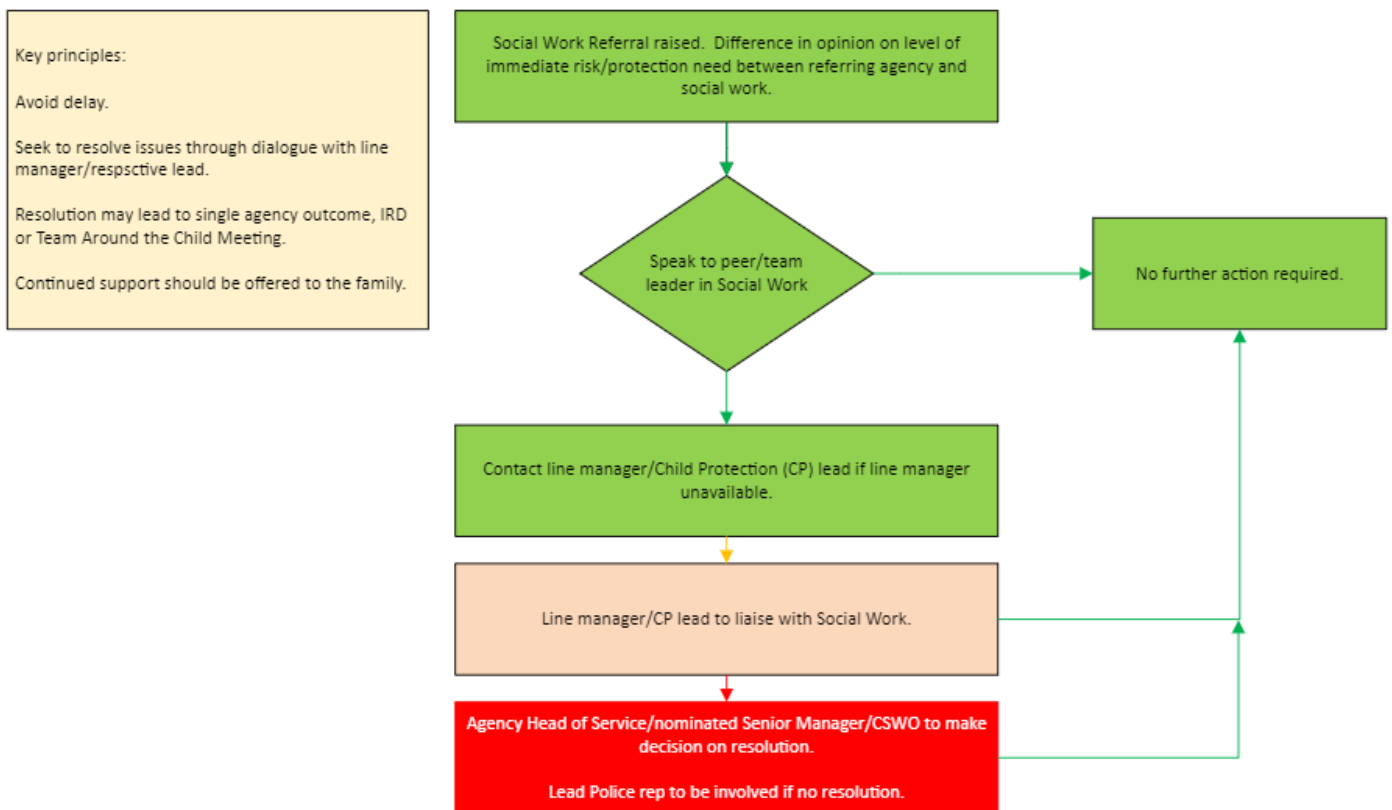 Key principles:
Avoid delay.
Seek to resolve issues through dialogue with line
manager/respsctive lead.
Resolution may lead to single agency outcome, IRD
or Team Around the Child Meeting.
Continued support should be offered to the family.
Social Work Referral raised.  Difference in opinion on level of
immediate risk/protection need between referring agency and
social work.
Speak to peer/team
leader in Social Work
No further action required.
Contact line manager/Child Protection (CP) lead if line manager
unavailable.
Line manager/CP lead to liaise with Social Work.
Agency Head of Service/nominated Senior Manager/CSWO to make
decision on resolution.
Lead Police rep to be involved if no resolution.